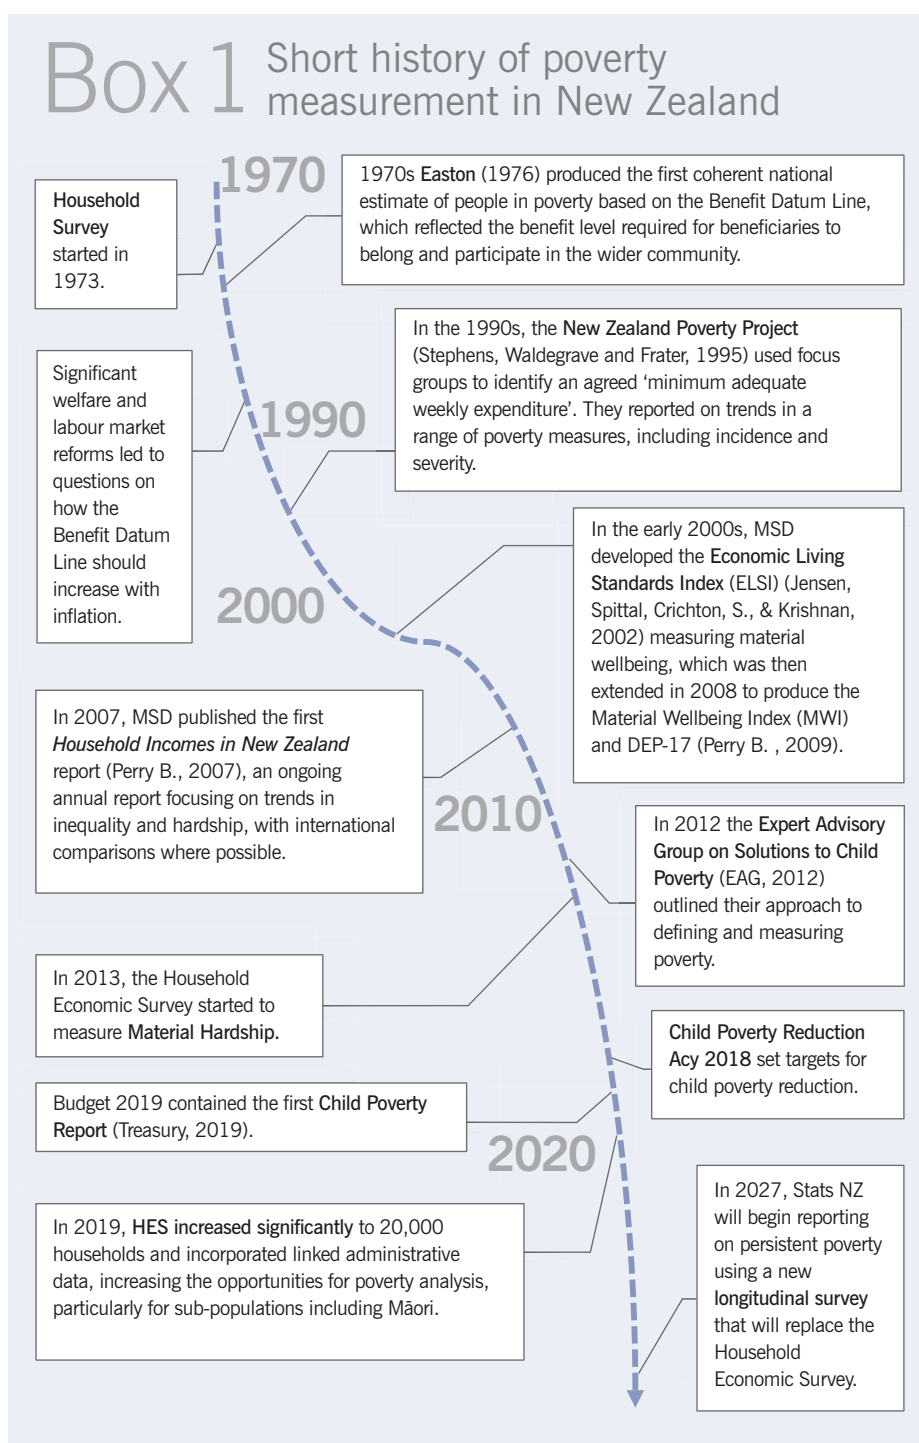 Box 1
Short history of poverty
measurement in New Zealand
1970
Household
Survey
started in
1973.
1970s Easton (1976) produced the first coherent national
estimate of people in poverty based on the Benefit Datum Line,
which reflected the benefit level required for beneficiaries to
belong and participate in the wider community.
In the 1990s, the New Zealand Poverty Project
(Stephens, Waldegrave and Frater, 1995) used focus
groups to identify an agreed ‘minimum adequate
weekly expenditure’. They reported on trends in a
range of poverty measures, including incidence and
severity.
Significant
welfare and
labour market
reforms led to
questions on
how the
Benefit Datum
Line should
increase with
inflation.
1990
2000
In the early 2000s, MSD
developed the Economic Living
Standards Index (ELSI) (Jensen,
Spittal, Crichton, S., & Krishnan,
2002) measuring material
wellbeing, which was then
extended in 2008 to produce the
Material Wellbeing Index (MWI)
and DEP-17 (Perry B. , 2009).
In 2007, MSD published the first
Household Incomes in New Zealand
report (Perry B., 2007), an ongoing
annual report focusing on trends in
inequality and hardship, with international
comparisons where possible.
2010
In 2012 the Expert Advisory
Group on Solutions to Child
Poverty (EAG, 2012)
outlined their approach to
defining and measuring
poverty.
In 2013, the Household
Economic Survey started to
measure Material Hardship.
Child Poverty Reduction
Acy 2018 set targets for
child poverty reduction.
Budget 2019 contained the first Child Poverty
Report (Treasury, 2019).
2020
In 2019, HES increased significantly to 20,000
households and incorporated linked administrative
data, increasing the opportunities for poverty analysis,
particularly for sub-populations including Māori.
In 2027, Stats NZ
will begin reporting
on persistent poverty
using a new
longitudinal survey
that will replace the
Household
Economic Survey.